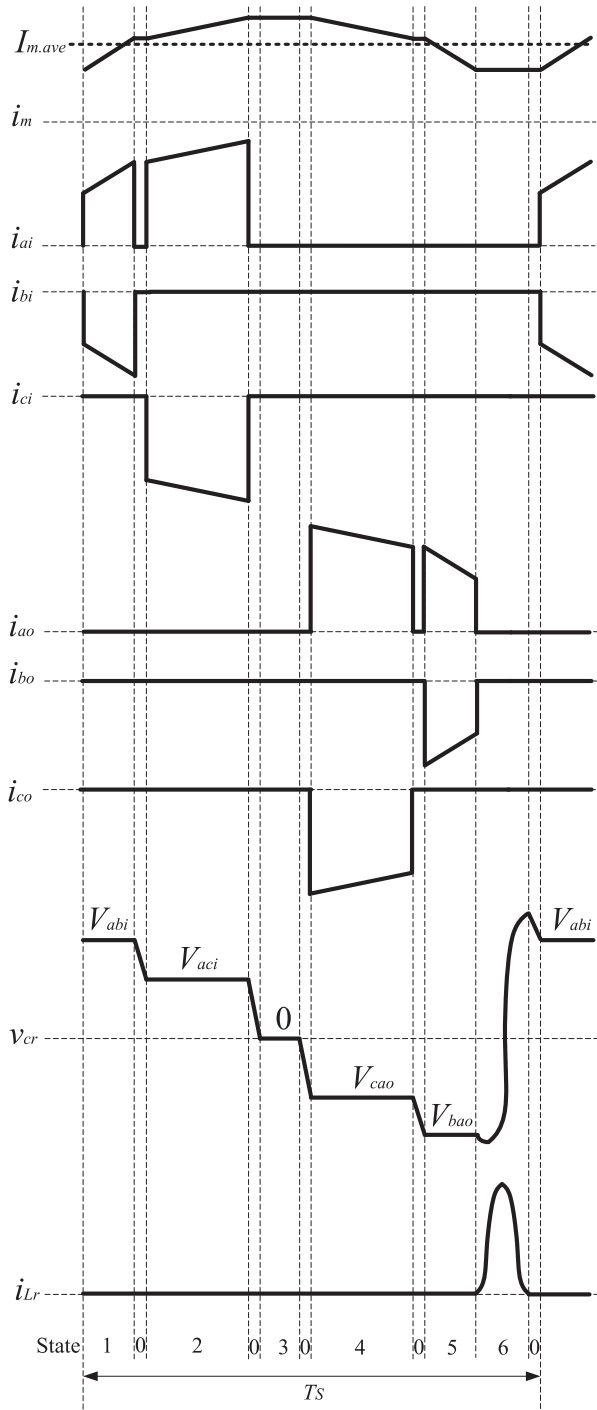 Im.ave
im
iai
ibi
ici
iao
ibo
ico
Vabi Vabi
Vaci
0
vcr
Vcao
Vbao
iLr
State 1 0 2 0 3 0 4 0 5 6 0
TS